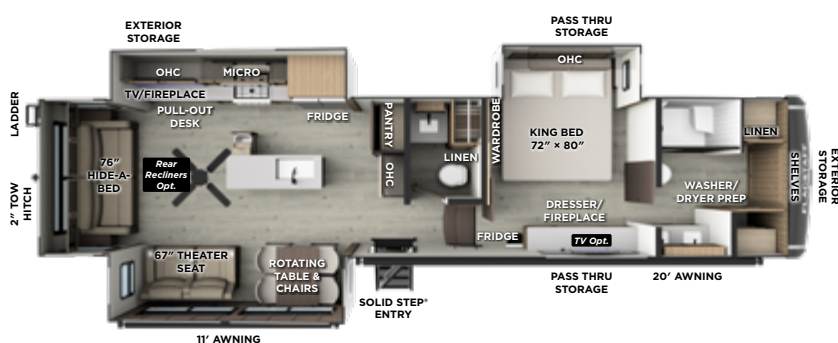 EXTERIOR
STORAGE
PASS THRU
STORAGE
OHC
MICRO
TV/FIREPLACE
PULL-OUT
DESK
FRIDGE
PANTRY
OHC
LINEN
WARDROBE
OHC
KING BED
72" × 80"
LINEN
SHELVES
EXTERIOR
STORAGE
WASHER/
DRYER PREP
LADDER
2" TOW
HITCH
76"
HIDE-A-
BED
Rear
Recliners
Opt.
DRESSER/
FIREPLACE
TV Opt.
FRIDGE
67" THEATER
SEAT
ROTATING
TABLE &
CHAIRS
SOLID STEP®
ENTRY
PASS THRU
STORAGE
20' AWNING
11' AWNING
FLAGSTAFF